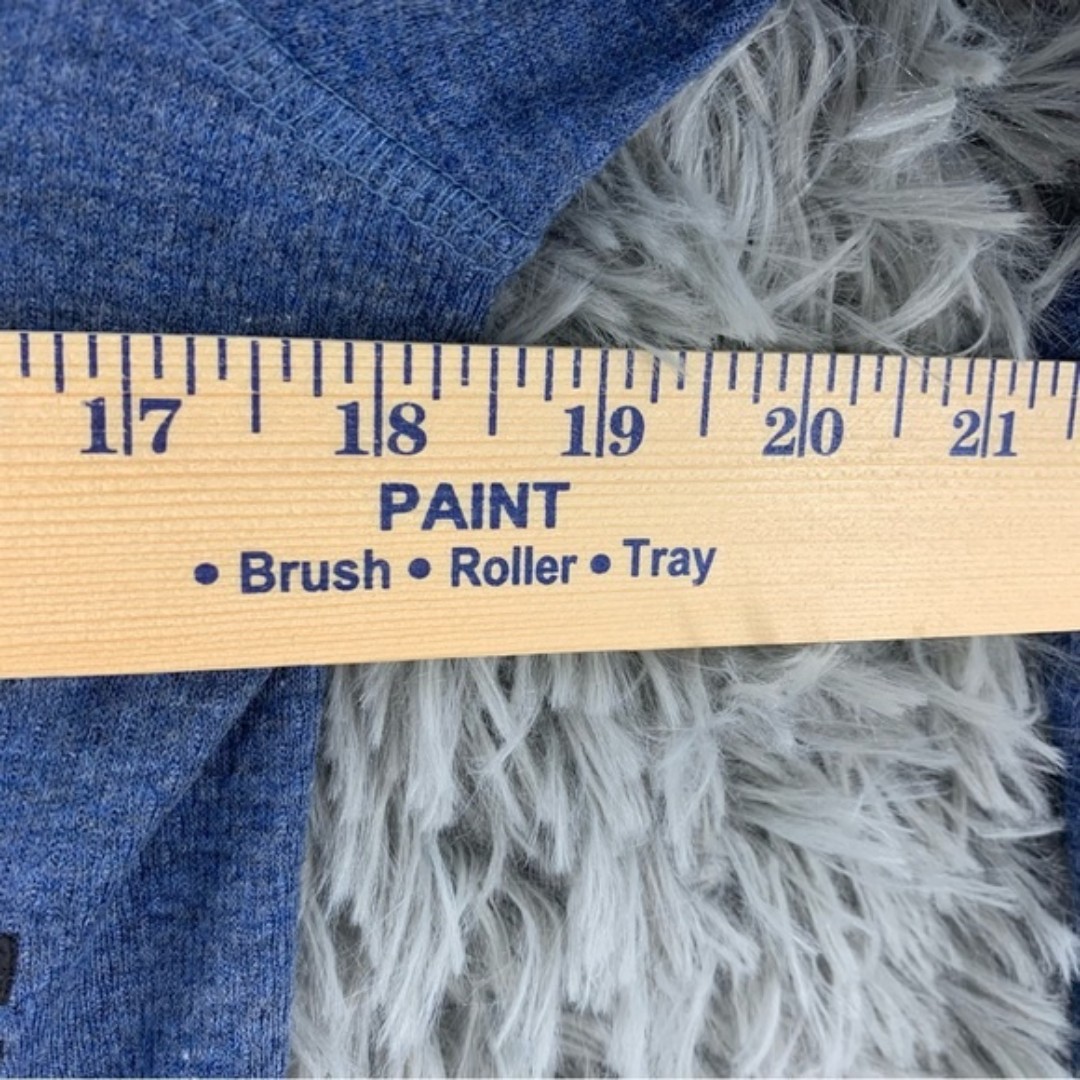 17 18 19 20 21
PAINT
• Brush • Roller • Tray